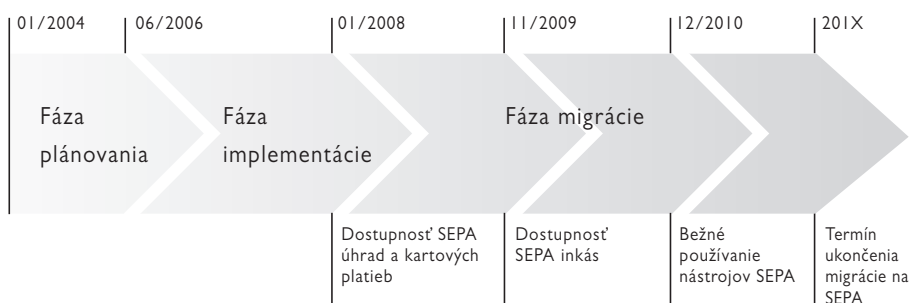 01/2004
06/2006
01/2008
11/2009
12/2010
201X
Fáza
plánovania
Fáza
implementácie
Fáza migrácie
Dostupnosť SEPA
úhrad a kartových
platieb
Dostupnosť
SEPA inkás
Bežné
používanie
nástrojov SEPA
Termín
ukončenia
migrácie na
SEPA